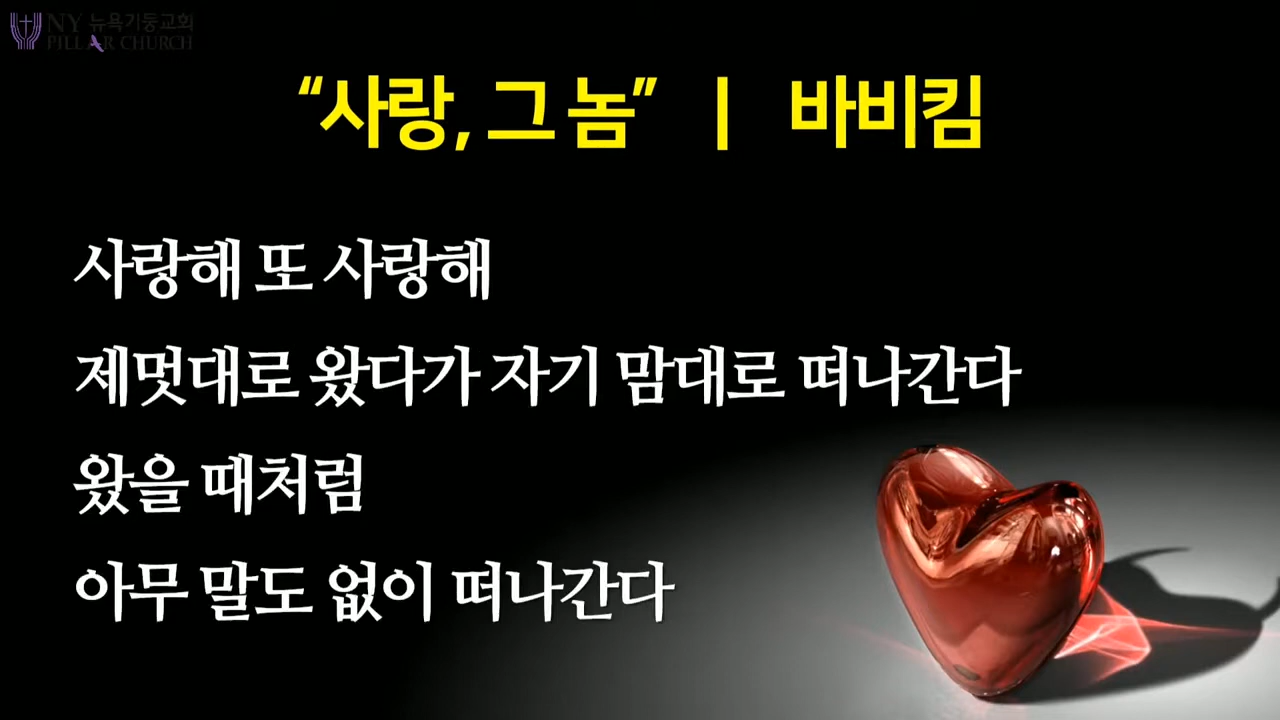 NY 뉴욕기둥교회
PILLAR CHURCH
“사랑, 그 놈” | 바비킴
사랑해 또 사랑해
제멋대로 왔다가 자기 맘대로 떠나간다
왔을 때처럼
아무 말도 없이 떠나간다